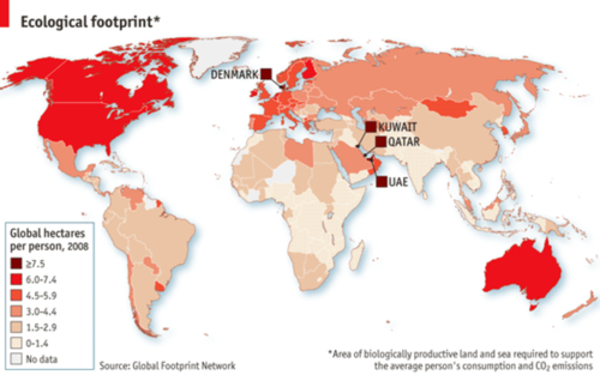 Ecological footprint*
DENMARK
KUWAIT
QATAR
UAE
Global hectares
per person, 2008
≥7.5
6.0-7.4
4.5-5.9
3.0-4.4
1.5-2.9
0-1.4
No data
Source: Global Footprint Network
*Area of biologically productive land and sea required to support
the average person's consumption and CO₂ emissions